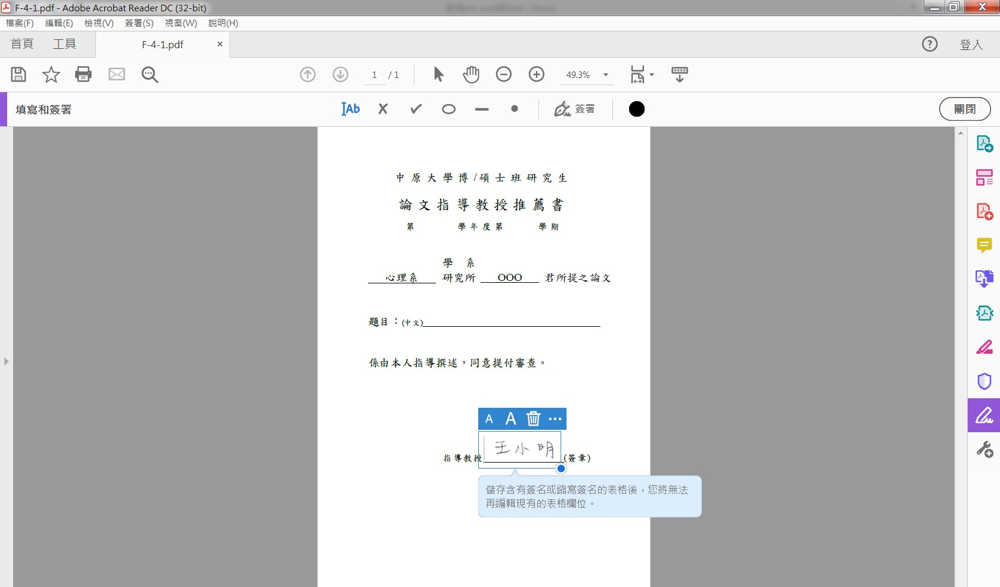 F-4-1.pdf - Adobe Acrobat Reader DC (32-bit)
檔案(F) 編輯(E) 檢視(V) 簽署(S) 視窗(W) 說明(H)
首頁 工具 F-4-1.pdf × ? 登入
1 / 1 49.3%
填寫和簽署 Ab 簽署 關閉
中原大學博/碩士班研究生
論文指導教授推薦書
第 學年度第 學期
學 系
心理系 研究所 OOO 君所提之論文
題目：(中文)
係由本人指導撰述，同意提付審查。
A A ...
王小明
指導教授 (簽章)
儲存含有簽名或縮寫簽名的表格後，您將無法
再編輯現有的表格欄位。